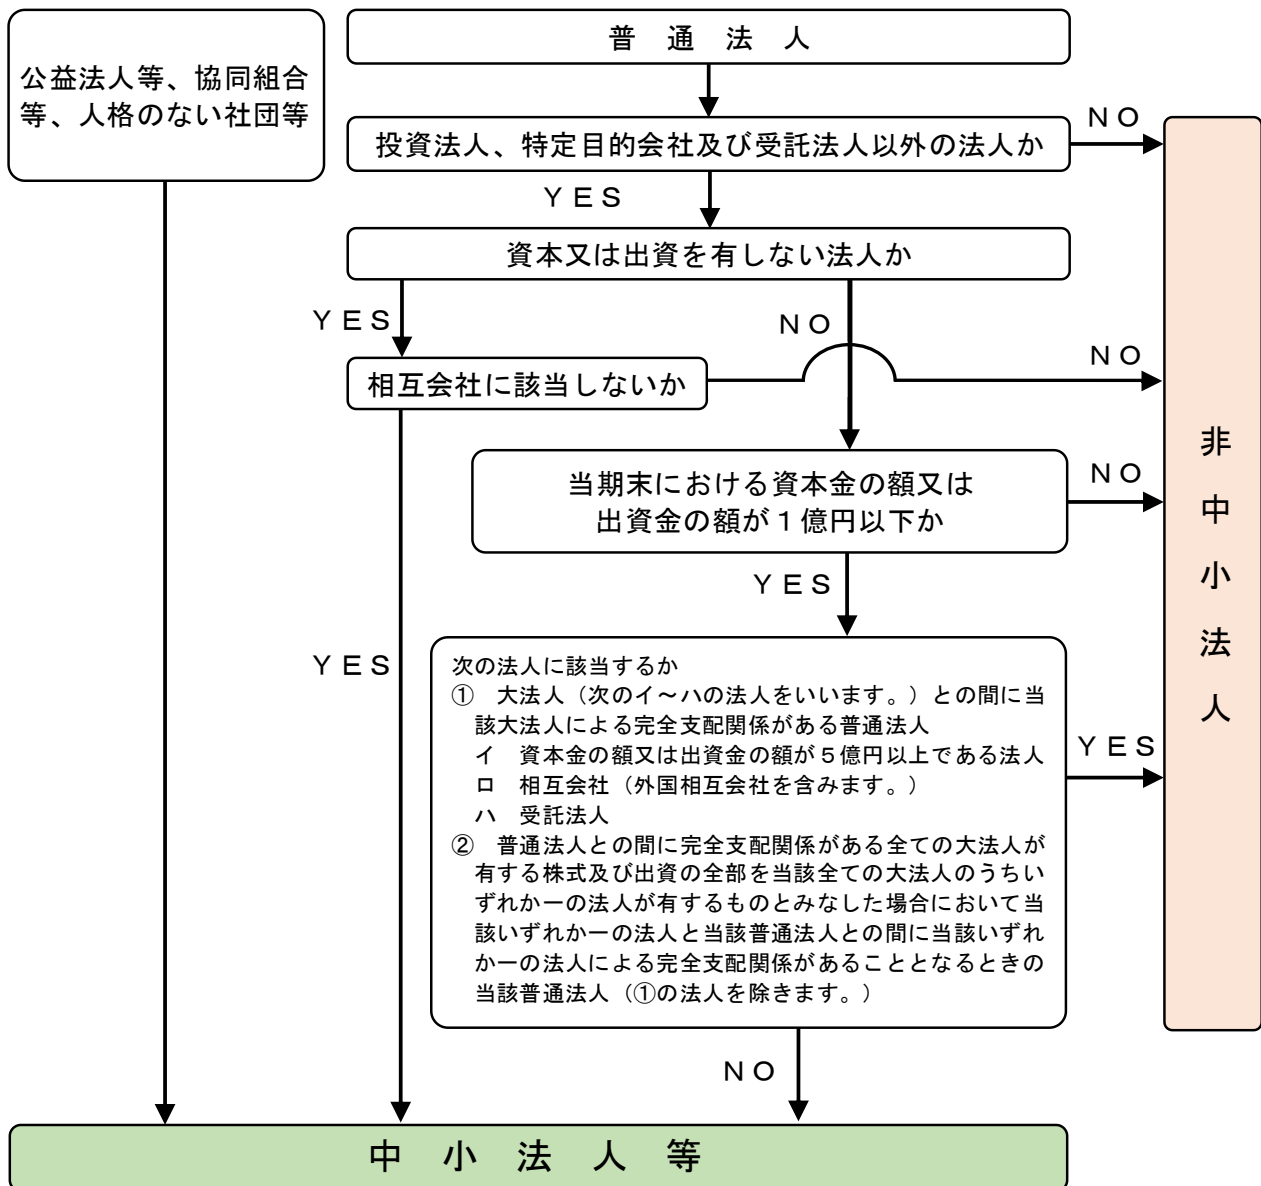 公益法人等、協同組合
等、人格のない社団等
普通法人
投資法人、特定目的会社及び受託法人以外の法人か
NO
YES
資本又は出資を有しない法人か
YES
NO
相互会社に該当しないか
NO
当期末における資本金の額又は
出資金の額が１億円以下か
NO
YES
YES
次の法人に該当するか
①　大法人（次のイ～ハの法人をいいます。）との間に当
該大法人による完全支配関係がある普通法人
イ　資本金の額又は出資金の額が５億円以上である法人
ロ　相互会社（外国相互会社を含みます。）
ハ　受託法人
②　普通法人との間に完全支配関係がある全ての大法人が
有する株式及び出資の全部を当該全ての大法人のうちい
ずれか一の法人が有するものとみなした場合において当
該いずれか一の法人と当該普通法人との間に当該いずれ
か一の法人による完全支配関係があることとなるときの
当該普通法人（①の法人を除きます。）
YES
NO
非中小法人
中小法人等